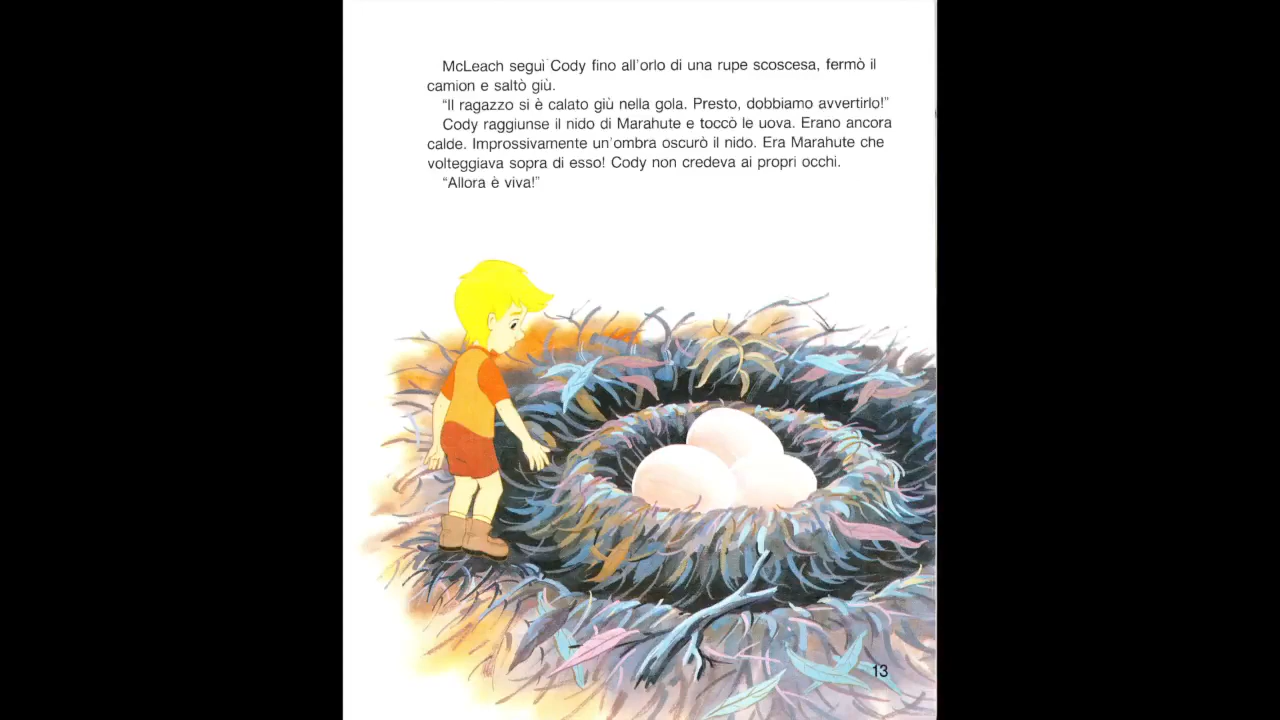 McLeach seguì Cody fino all'orlo di una rupe scoscesa, fermò il
camion e saltò giù.
“Il ragazzo si è calato giù nella gola. Presto, dobbiamo avvertirlo!”
Cody raggiunse il nido di Marahute e toccò le uova. Erano ancora
calde. Improssivamente un'ombra oscurò il nido. Era Marahute che
volteggiava sopra di esso! Cody non credeva ai propri occhi.
“Allora è viva!”
13